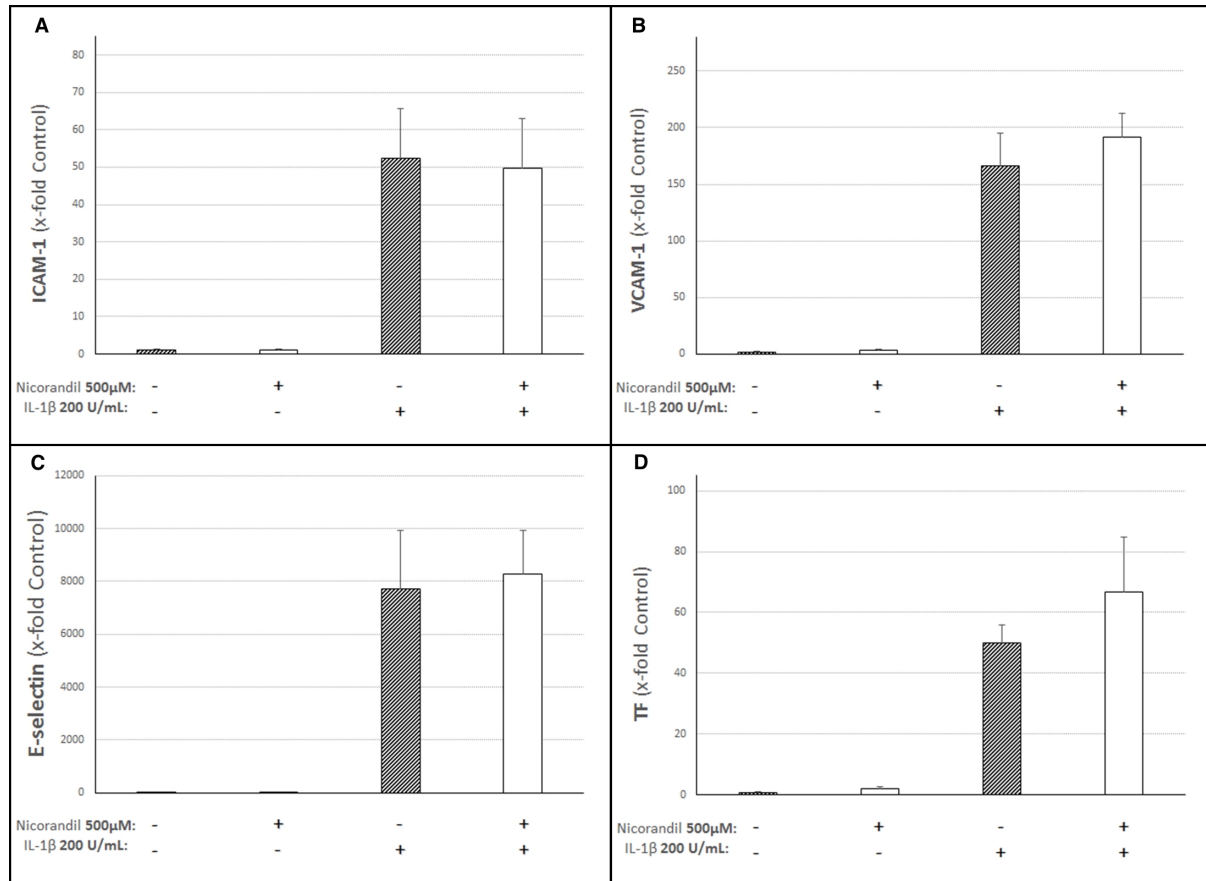 A
ICAM-1 (x-fold Control)
80
70
60
50
40
30
20
10
0
Nicorandil 500μM: - + - +
IL-1β 200 U/mL: - - + +
B
VCAM-1 (x-fold Control)
250
200
150
100
50
0
Nicorandil 500μM: - + - +
IL-1β 200 U/mL: - - + +
C
E-selectin (x-fold Control)
12000
10000
8000
6000
4000
2000
0
Nicorandil 500μM: - + - +
IL-1β 200 U/mL: - - + +
D
TF (x-fold Control)
100
80
60
40
20
0
Nicorandil 500μM: - + - +
IL-1β 200 U/mL: - - + +